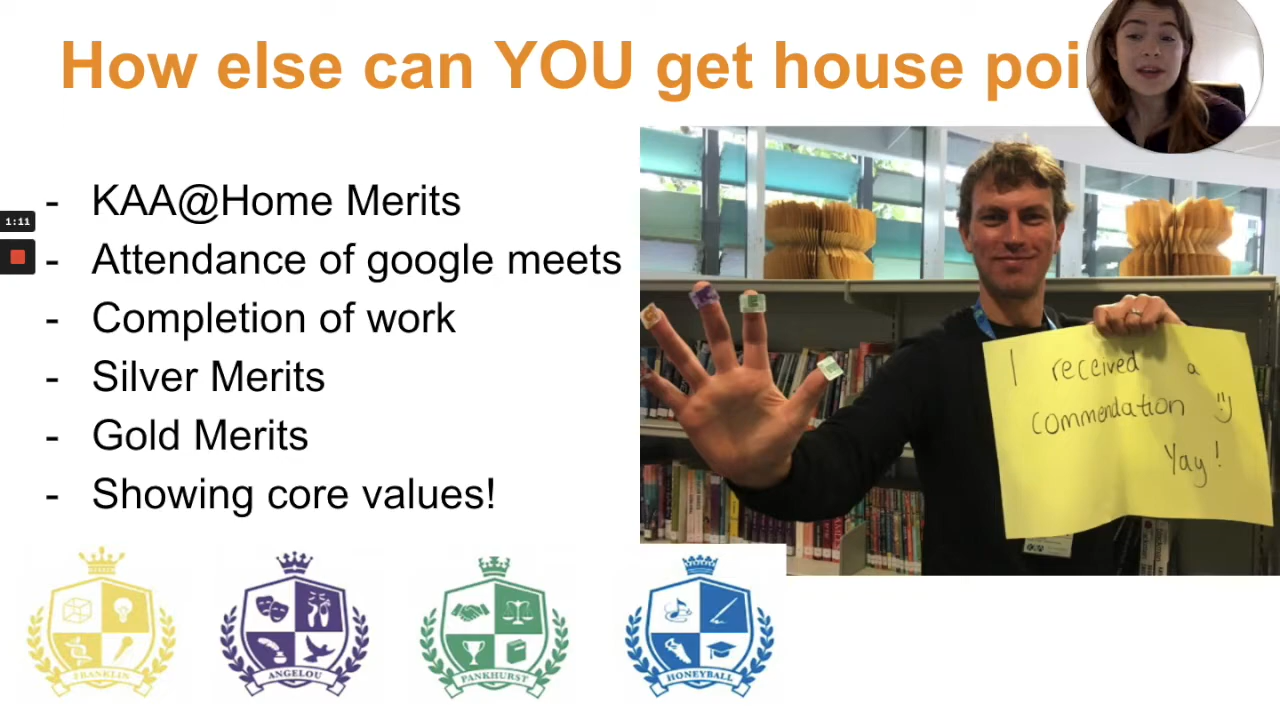 How else can YOU get house poi
1:11
- KAA@Home Merits
- Attendance of google meets
- Completion of work
- Silver Merits
- Gold Merits
- Showing core values!
I received a
commendation
Yay!
FRANKLIN
ANGELOU
PANKHURST
HONEYBALL